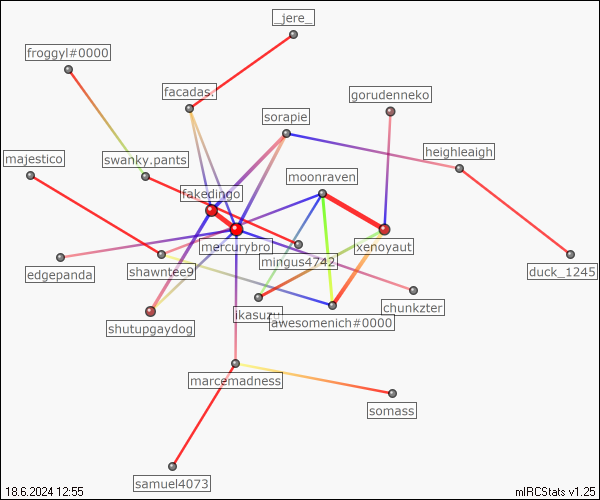 _jere_
froggyl#0000
facadas.
gorudenneko
sorapie
majestico
swanky.pants
heighleaigh
moonraven
fakedingo
mercurybro
xenoyaut
edgepanda
shawntee9
mingus4742
duck_1245
ikasuzu
chunkzter
shutupgaydog
awesomenich#0000
marcemadness
somass
samuel4073
18.6.2024 12:55
mIRCStats v1.25